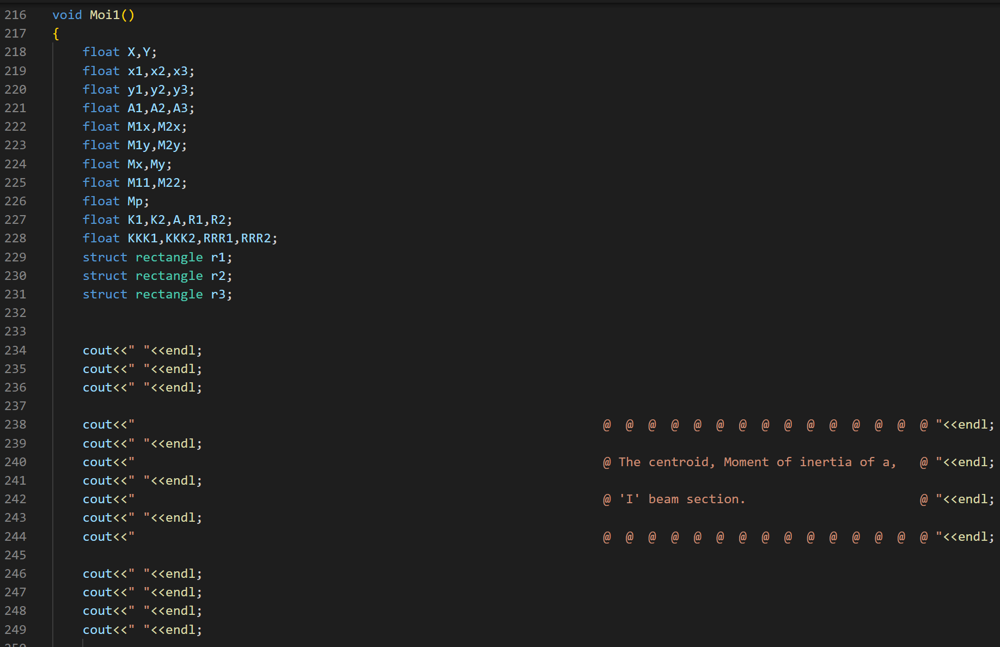 216 void Moi1()
217 {
218 float X,Y;
219 float x1,x2,x3;
220 float y1,y2,y3;
221 float A1,A2,A3;
222 float M1x,M2x;
223 float M1y,M2y;
224 float Mx,My;
225 float M11,M22;
226 float Mp;
227 float K1,K2,A,R1,R2;
228 float KKK1,KKK2,RRR1,RRR2;
229 struct rectangle r1;
230 struct rectangle r2;
231 struct rectangle r3;
232
233
234 cout<<" "<<endl;
235 cout<<" "<<endl;
236 cout<<" "<<endl;
237
238 cout<<" @ @ @ @ @ @ @ @ @ @ @ @ @ @ @ "<<endl;
239 cout<<" "<<endl;
240 cout<<" @ The centroid, Moment of inertia of a, @ "<<endl;
241 cout<<" "<<endl;
242 cout<<" @ 'I' beam section. @ "<<endl;
243 cout<<" "<<endl;
244 cout<<" @ @ @ @ @ @ @ @ @ @ @ @ @ @ @ "<<endl;
245
246 cout<<" "<<endl;
247 cout<<" "<<endl;
248 cout<<" "<<endl;
249 cout<<" "<<endl;
250